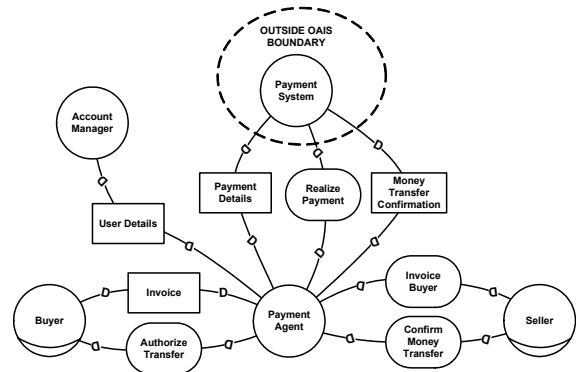 OUTSIDE OAIS
BOUNDARY
Payment
System
Account
Manager
D
D
D
D
Payment
Details
Realize
Payment
Money
Transfer
Confirmation
User Details
D
D
D
D
Invoice
Buyer
D
Invoice
D
D
D
Buyer
Payment
Agent
Seller
D
Authorize
Transfer
D
D
Confirm
Money
Transfer
D